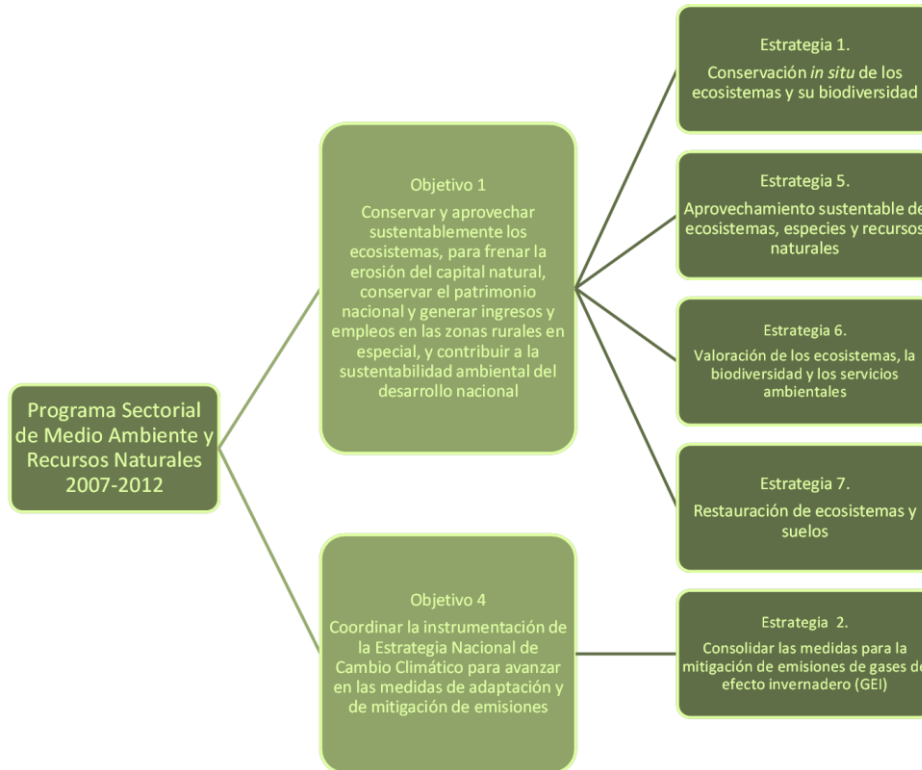 Programa Sectorial
de Medio Ambiente y
Recursos Naturales
2007-2012
Objetivo 1
Conservar y aprovechar
sustentablemente los
ecosistemas, para frenar la
erosión del capital natural,
conservar el patrimonio
nacional y generar ingresos y
empleos en las zonas rurales en
especial, y contribuir a la
sustentabilidad ambiental del
desarrollo nacional
Estrategia 1.
Conservación in situ de los
ecosistemas y su biodiversidad
Estrategia 5.
Aprovechamiento sustentable de
ecosistemas, especies y recursos
naturales
Estrategia 6.
Valoración de los ecosistemas, la
biodiversidad y los servicios
ambientales
Estrategia 7.
Restauración de ecosistemas y
suelos
Objetivo 4
Coordinar la instrumentación de
la Estrategia Nacional de
Cambio Climático para avanzar
en las medidas de adaptación y
de mitigación de emisiones
Estrategia 2.
Consolidar las medidas para la
mitigación de emisiones de gases de
efecto invernadero (GEI)